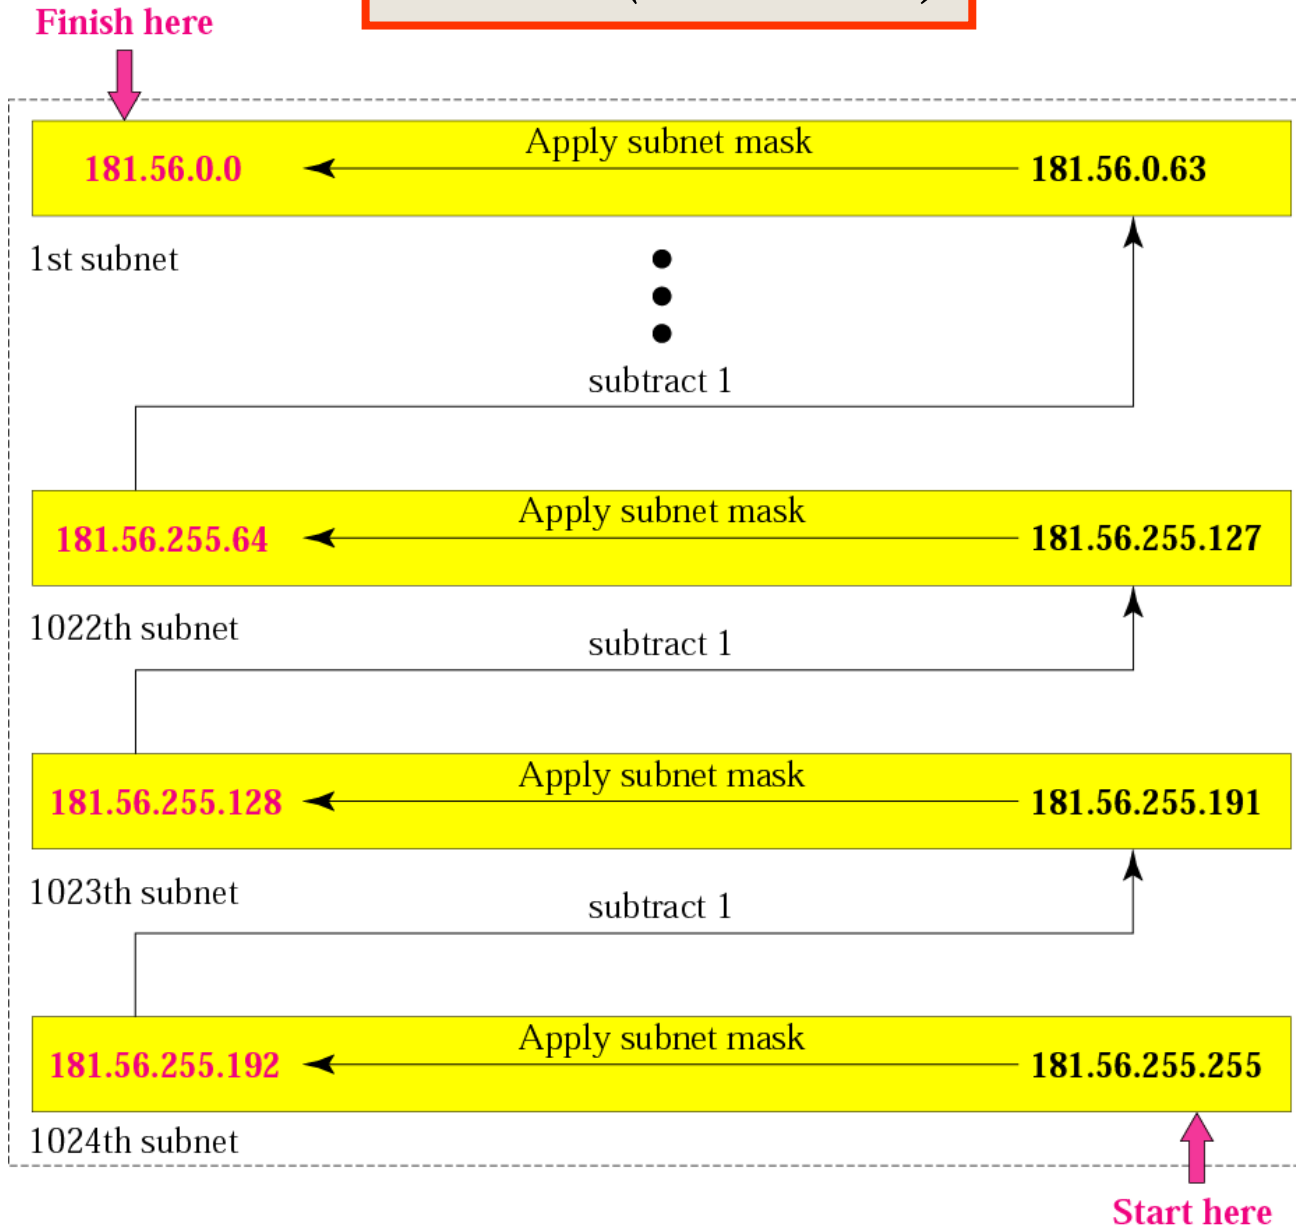 Finish here
Apply subnet mask
181.56.0.0
181.56.0.63
1st subnet
subtract 1
Apply subnet mask
181.56.255.64
181.56.255.127
1022th subnet
subtract 1
Apply subnet mask
181.56.255.128
181.56.255.191
1023th subnet
subtract 1
Apply subnet mask
181.56.255.192
181.56.255.255
1024th subnet
Start here